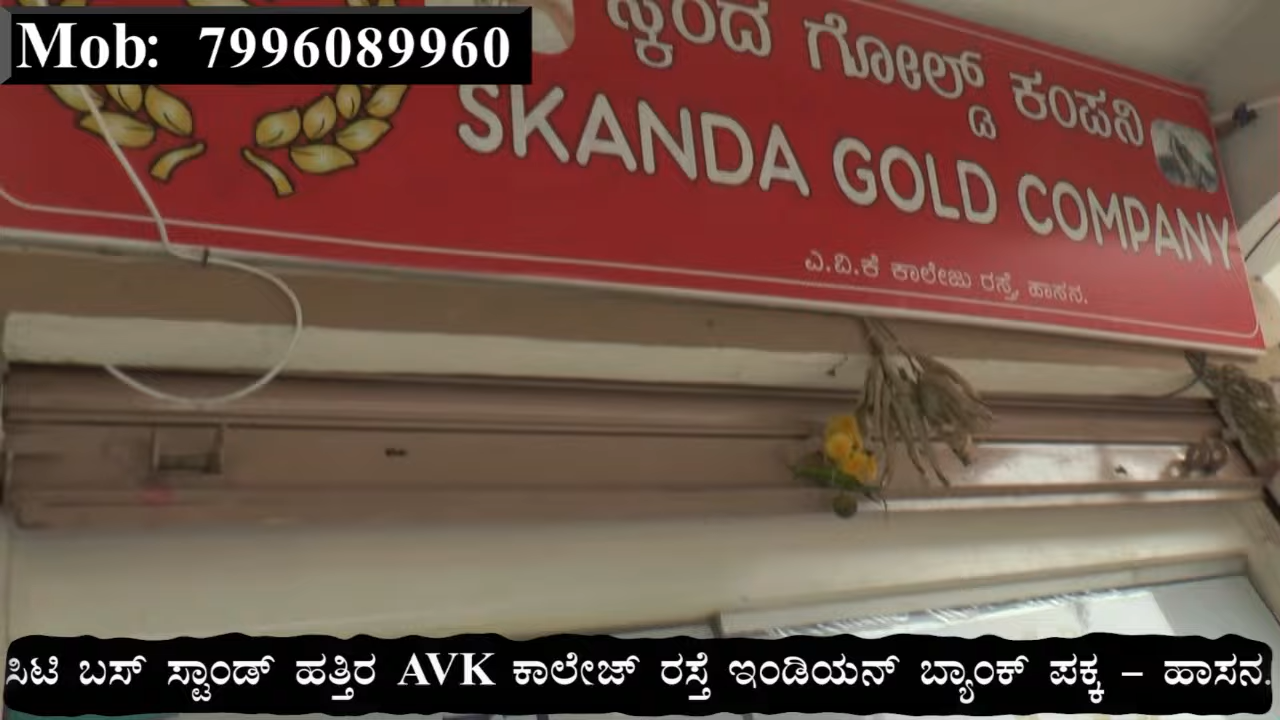 Mob: 7996089960
ಸ್ಕಂದ ಗೋಲ್ಡ್ ಕಂಪನಿ
SKANDA GOLD COMPANY
ಎ.ವಿ.ಕೆ ಕಾಲೇಜು ರಸ್ತೆ, ಹಾಸನ.
ಸಿಟಿ ಬಸ್ ಸ್ಟಾಂಡ್ ಹತ್ತಿರ AVK ಕಾಲೇಜ್ ರಸ್ತೆ ಇಂಡಿಯನ್ ಬ್ಯಾಂಕ್ ಪಕ್ಕ – ಹಾಸನ.